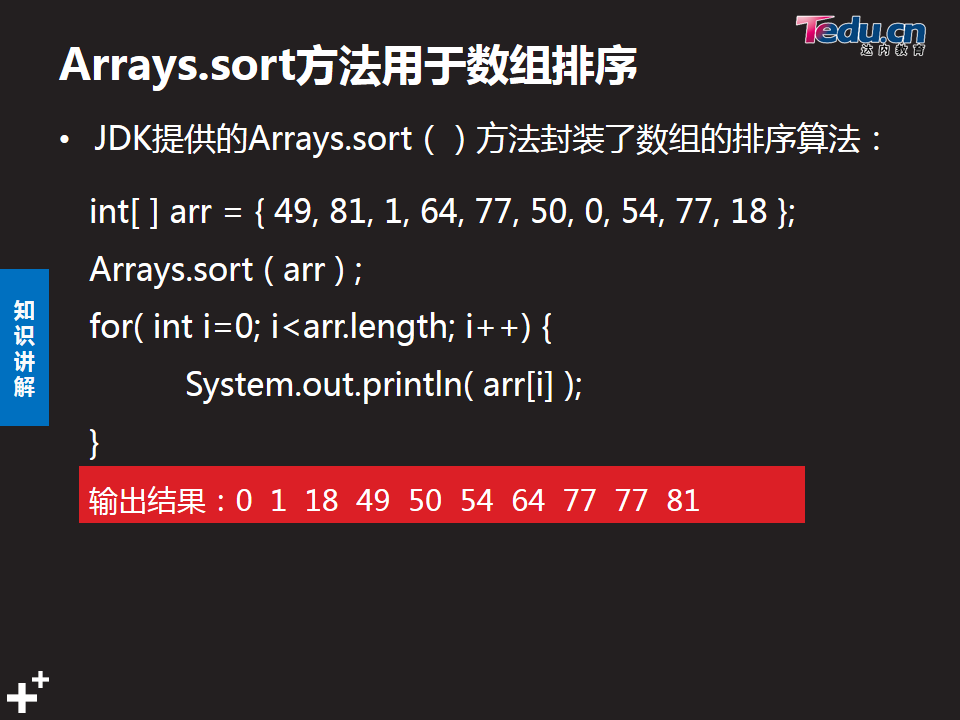 Tedu.cn
达内教育
Arrays.sort方法用于数组排序
• JDK提供的Arrays.sort ( ) 方法封装了数组的排序算法：
int[ ] arr = { 49, 81, 1, 64, 77, 50, 0, 54, 77, 18 };
Arrays.sort ( arr ) ;
for( int i=0; i<arr.length; i++) {
System.out.println( arr[i] );
}
输出结果：0 1 18 49 50 54 64 77 77 81
知识讲解